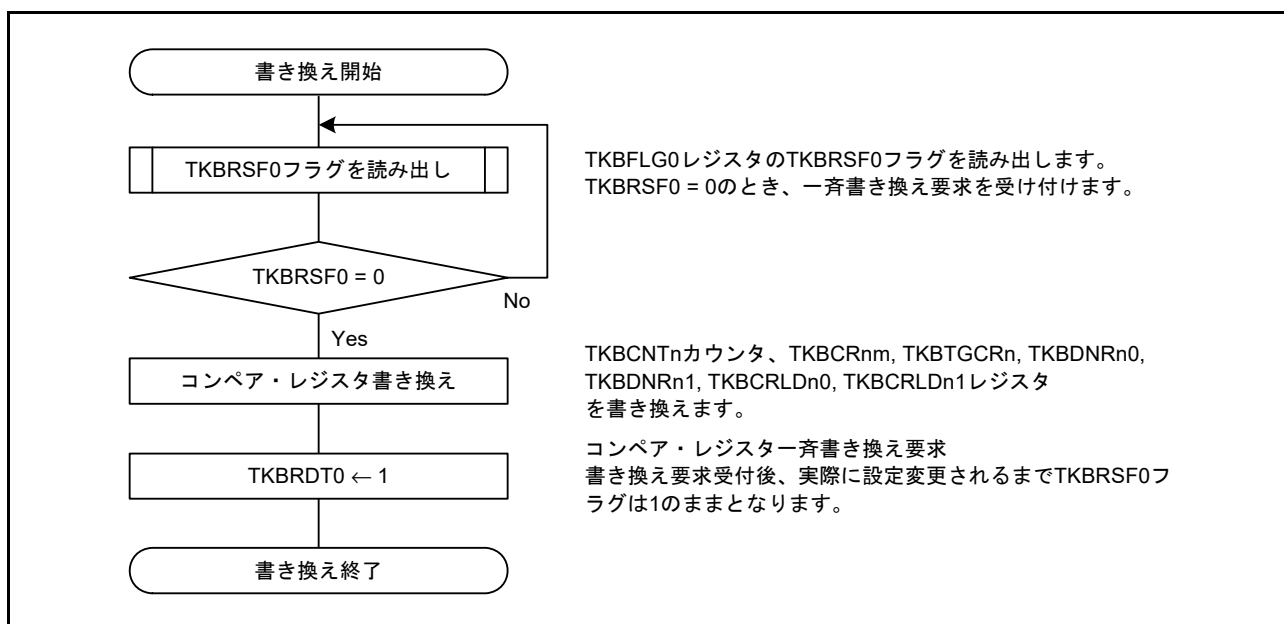 書き換え開始
TKBRSF0フラグを読み出し
TKBFLG0レジスタのTKBRSF0フラグを読み出します。
TKBRSF0 = 0のとき、一斉書き換え要求を受け付けます。
TKBRSF0 = 0
No
Yes
コンペア・レジスタ書き換え
TKBCNTnカウンタ、TKBCRnm, TKBTGCRn, TKBDNRn0,
TKBDNRn1, TKBCRLDn0, TKBCRLDn1レジスタ
を書き換えます。
TKBRDT0 ← 1
コンペア・レジスタ一斉書き換え要求
書き換え要求受付後、実際に設定変更されるまでTKBRSF0フ
ラグは1のままとなります。
書き換え終了